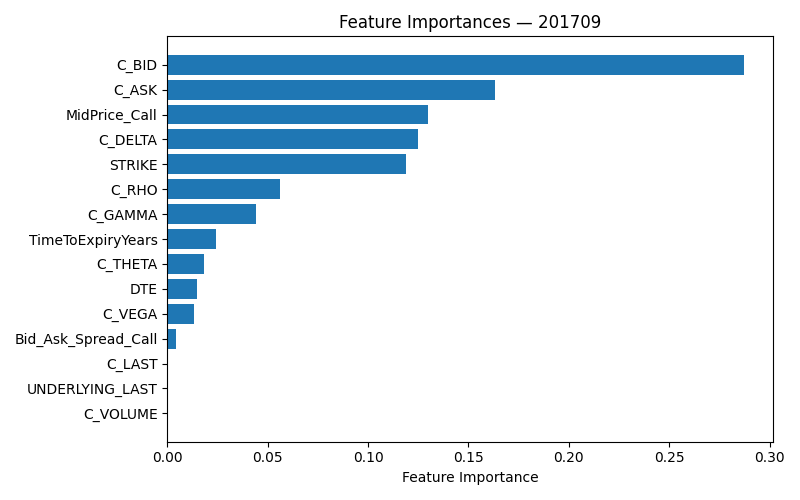 Feature Importances — 201709
C_BID
C_ASK
MidPrice_Call
C_DELTA
STRIKE
C_RHO
C_GAMMA
TimeToExpiryYears
C_THETA
DTE
C_VEGA
Bid_Ask_Spread_Call
C_LAST
UNDERLYING_LAST
C_VOLUME
0.00 0.05 0.10 0.15 0.20 0.25 0.30
Feature Importance